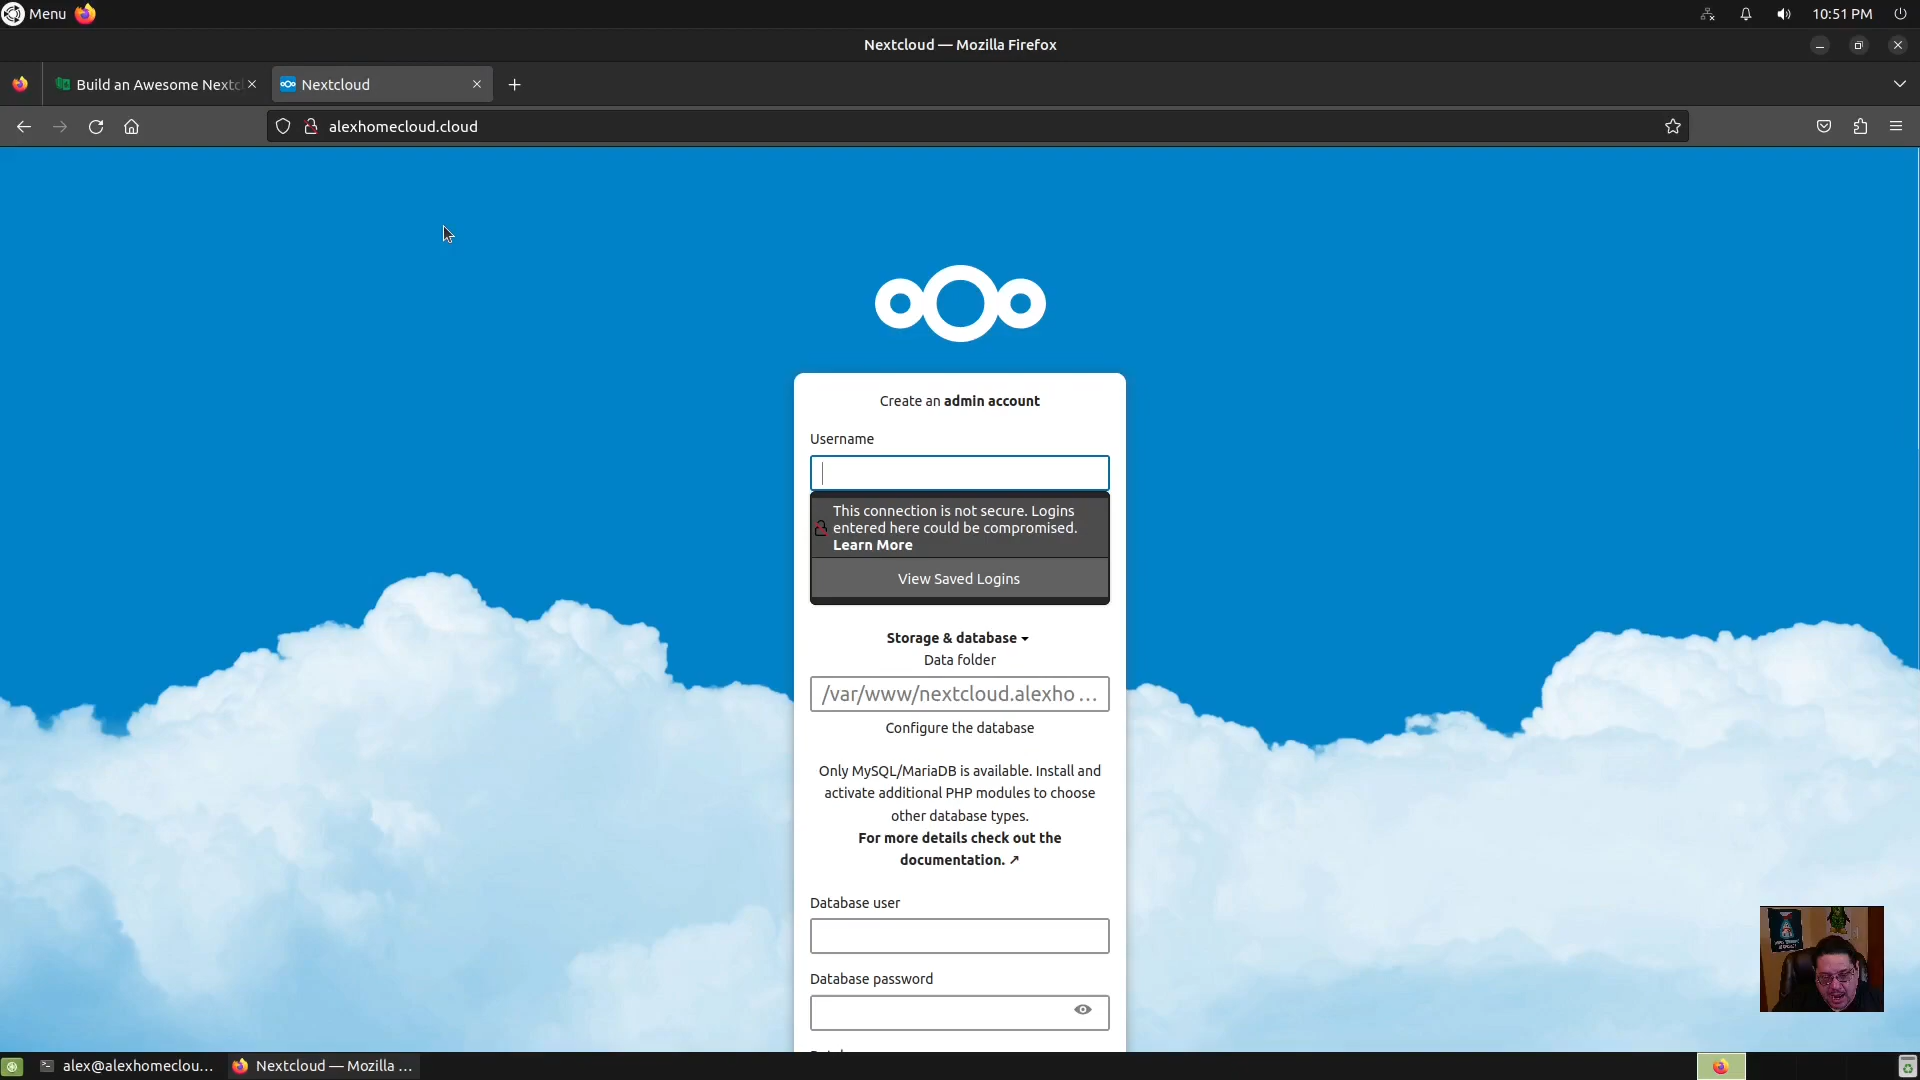 Menu
10:51 PM
Nextcloud — Mozilla Firefox
Build an Awesome Nextcl
Nextcloud
alexhomecloud.cloud
Create an admin account
Username
This connection is not secure. Logins
entered here could be compromised.
Learn More
View Saved Logins
Storage & database
Data folder
/var/www/nextcloud.alexho ...
Configure the database
Only MySQL/MariaDB is available. Install and
activate additional PHP modules to choose
other database types.
For more details check out the
documentation. ↗
Database user
Database password
alex@alexhomeclou...
Nextcloud — Mozilla ...